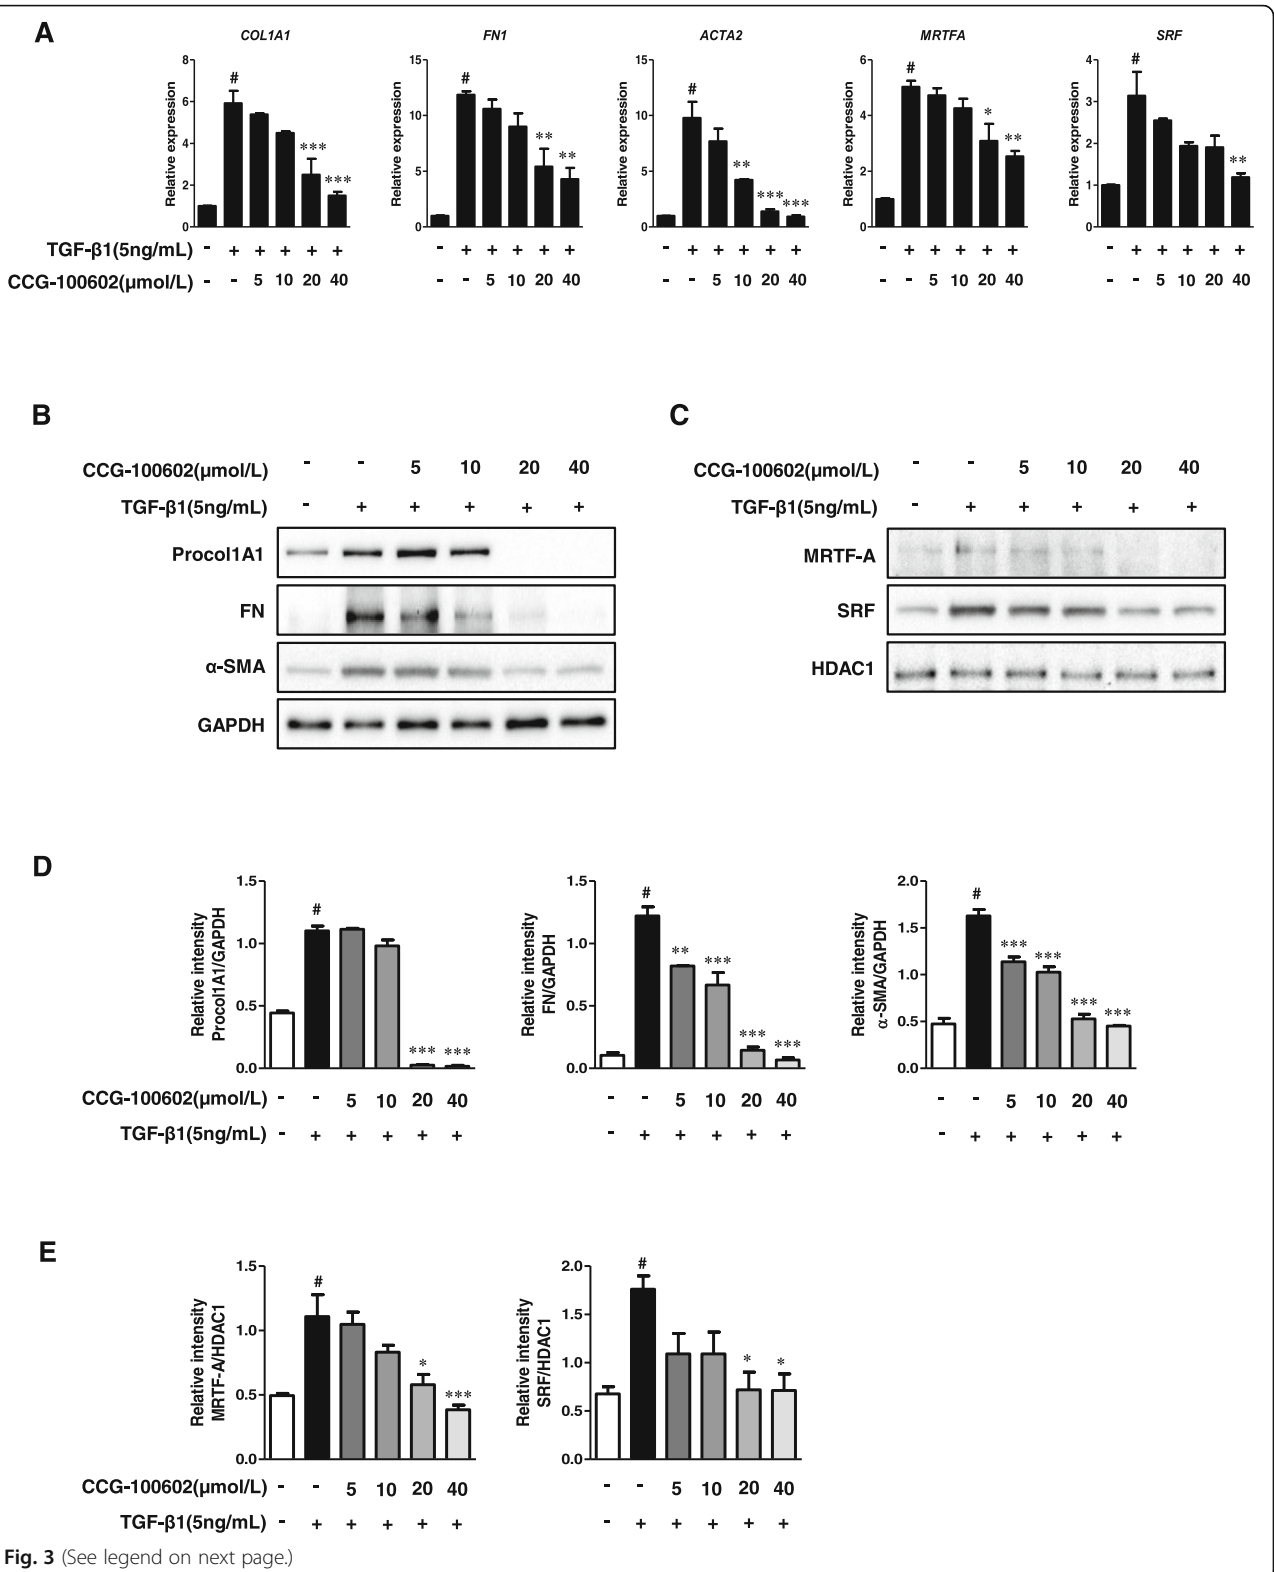 A
COL1A1 FN1 ACTA2 MRTFA SRF
Relative expression
8
6
4
2
0
# *** ***
Relative expression
15
10
5
0
# ** **
Relative expression
15
10
5
0
# ** *** ***
Relative expression
6
4
2
0
# * **
Relative expression
4
3
2
1
0
# **
TGF-β1(5ng/mL) - + + + + + - + + + + + - + + + + + - + + + + + - + + + + +
CCG-100602(μmol/L) - - 5 10 20 40 - - 5 10 20 40 - - 5 10 20 40 - - 5 10 20 40 - - 5 10 20 40
B
CCG-100602(μmol/L) - - 5 10 20 40
TGF-β1(5ng/mL) - + + + + +
Procol1A1
FN
α-SMA
GAPDH
C
CCG-100602(μmol/L) - - 5 10 20 40
TGF-β1(5ng/mL) - + + + + +
MRTF-A
SRF
HDAC1
D
Relative intensity
Procol1A1/GAPDH
1.5
1.0
0.5
0.0
# *** ***
Relative intensity
FN/GAPDH
1.5
1.0
0.5
0.0
# ** *** *** ***
Relative intensity
α-SMA/GAPDH
2.0
1.5
1.0
0.5
0.0
# *** *** *** ***
CCG-100602(μmol/L) - - 5 10 20 40 - - 5 10 20 40 - - 5 10 20 40
TGF-β1(5ng/mL) - + + + + + - + + + + + - + + + + +
E
Relative intensity
MRTF-A/HDAC1
1.5
1.0
0.5
0.0
# * ***
Relative intensity
SRF/HDAC1
2.0
1.5
1.0
0.5
0.0
# * *
CCG-100602(μmol/L) - - 5 10 20 40 - - 5 10 20 40
TGF-β1(5ng/mL) - + + + + + - + + + + +
Fig. 3 (See legend on next page.)